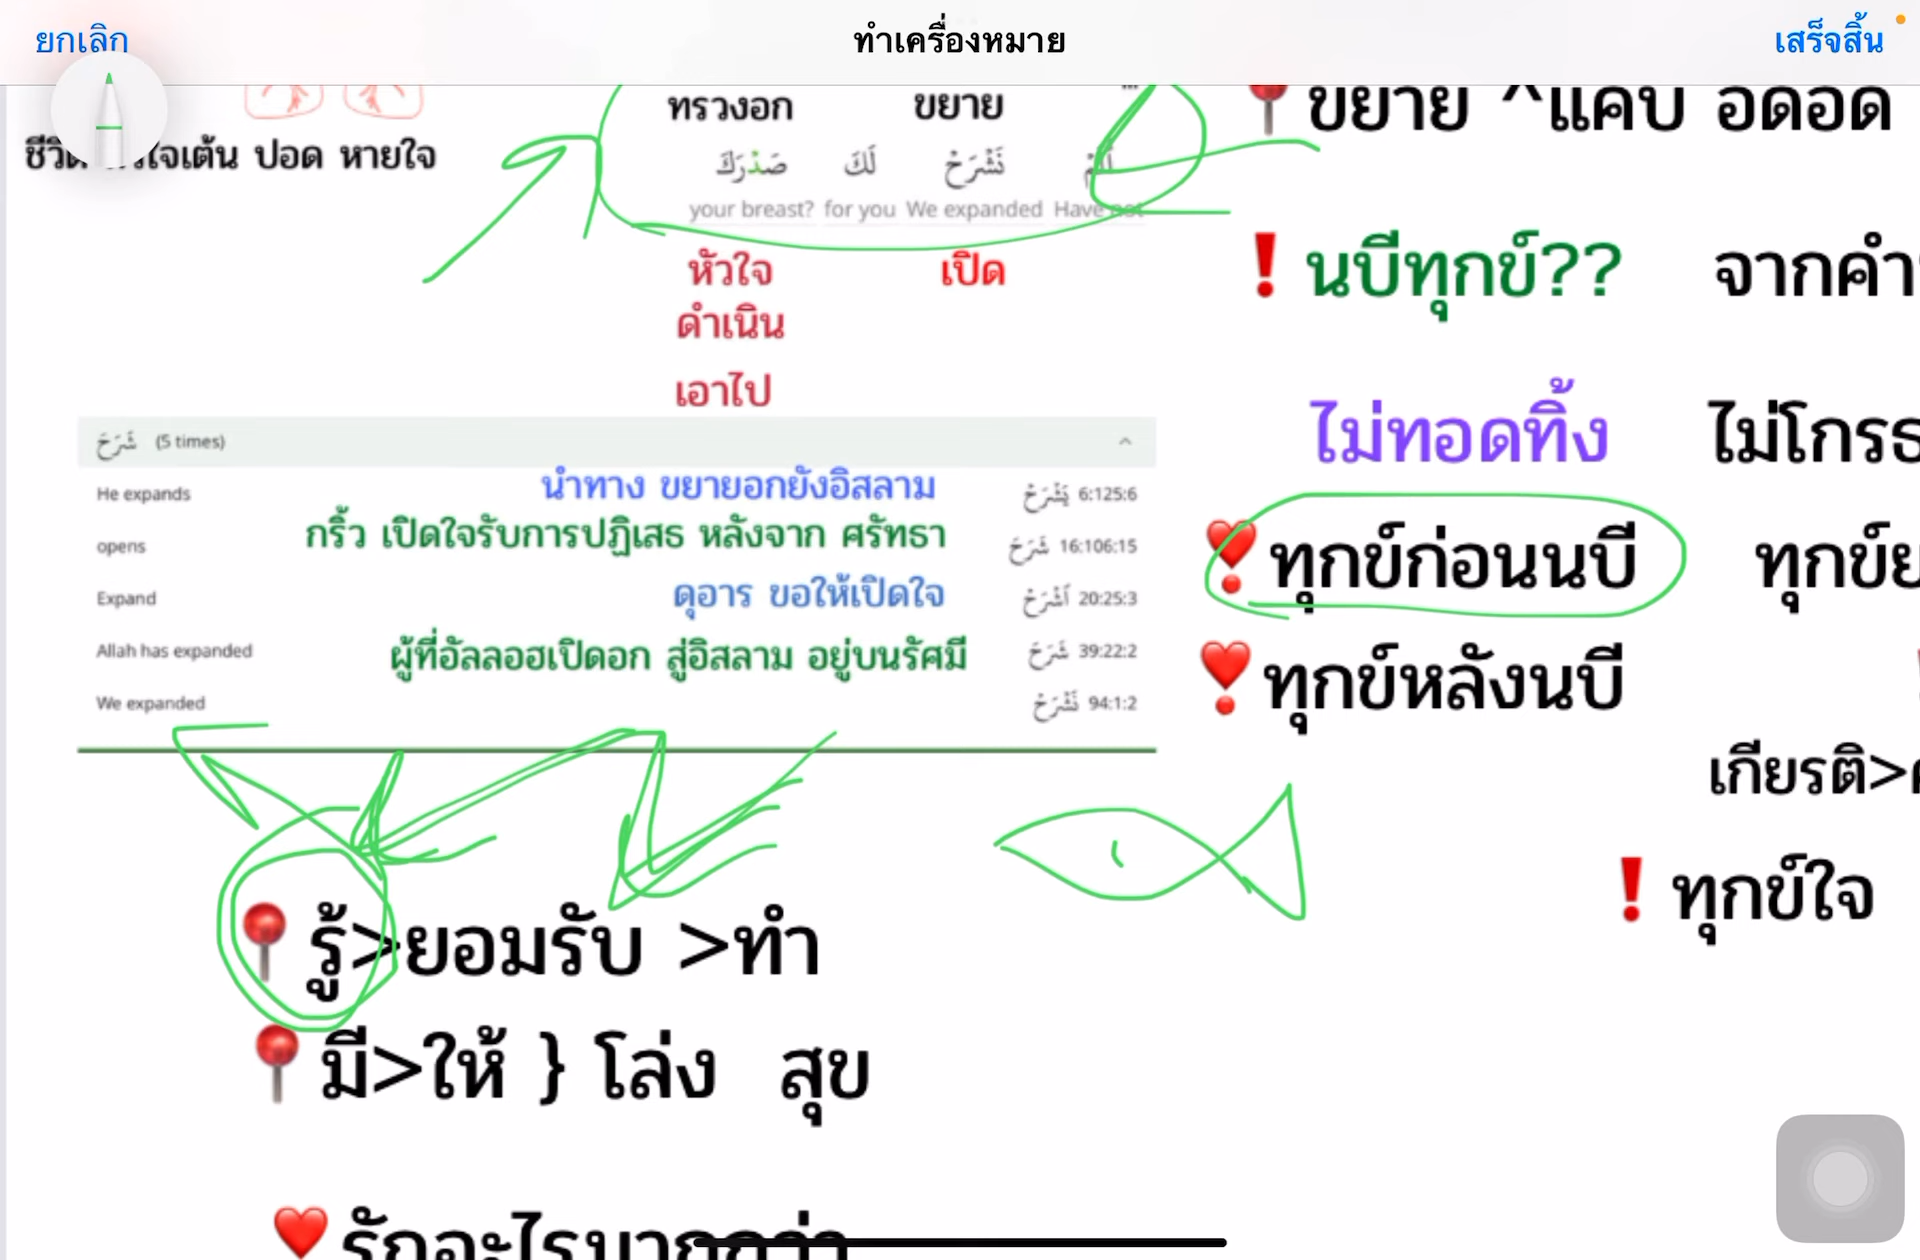 ยกเลิก
ทำเครื่องหมาย
เสร็จสิ้น
ใจเต้น ปอด หายใจ
ทรวงอก ขยาย
أَلَمْ نَشْرَحْ لَكَ صَدْرَكَ
your breast? for you We expanded Have not
หัวใจ เปิด
ดำเนิน
เอาไป
شَرَحَ (5 times)
He expands นำทาง ขยายอกยังอิสลาม يَشْرَحْ 6:125:6
opens กริ้ว เปิดใจรับการปฏิเสธ หลังจาก ศรัทธา شَرَحَ 16:106:15
Expand ดุอาร ขอให้เปิดใจ ٱشْرَحْ 20:25:3
Allah has expanded ผู้ที่อัลลอฮเปิดอก สู่อิสลาม อยู่บนรัศมี شَرَحَ 39:22:2
We expanded نَشْرَحْ 94:1:2
รู้>ยอมรับ >ทำ
มี>ให้ } โล่ง สุข
รักอะไรมากกว่า
ขยาย ^แคบ อึดอัด
นบีทุกข์??
ไม่ทอดทิ้ง
ทุกข์ก่อนนบี
ทุกข์หลังนบี
เกียรติ>
ทุกข์ใจ